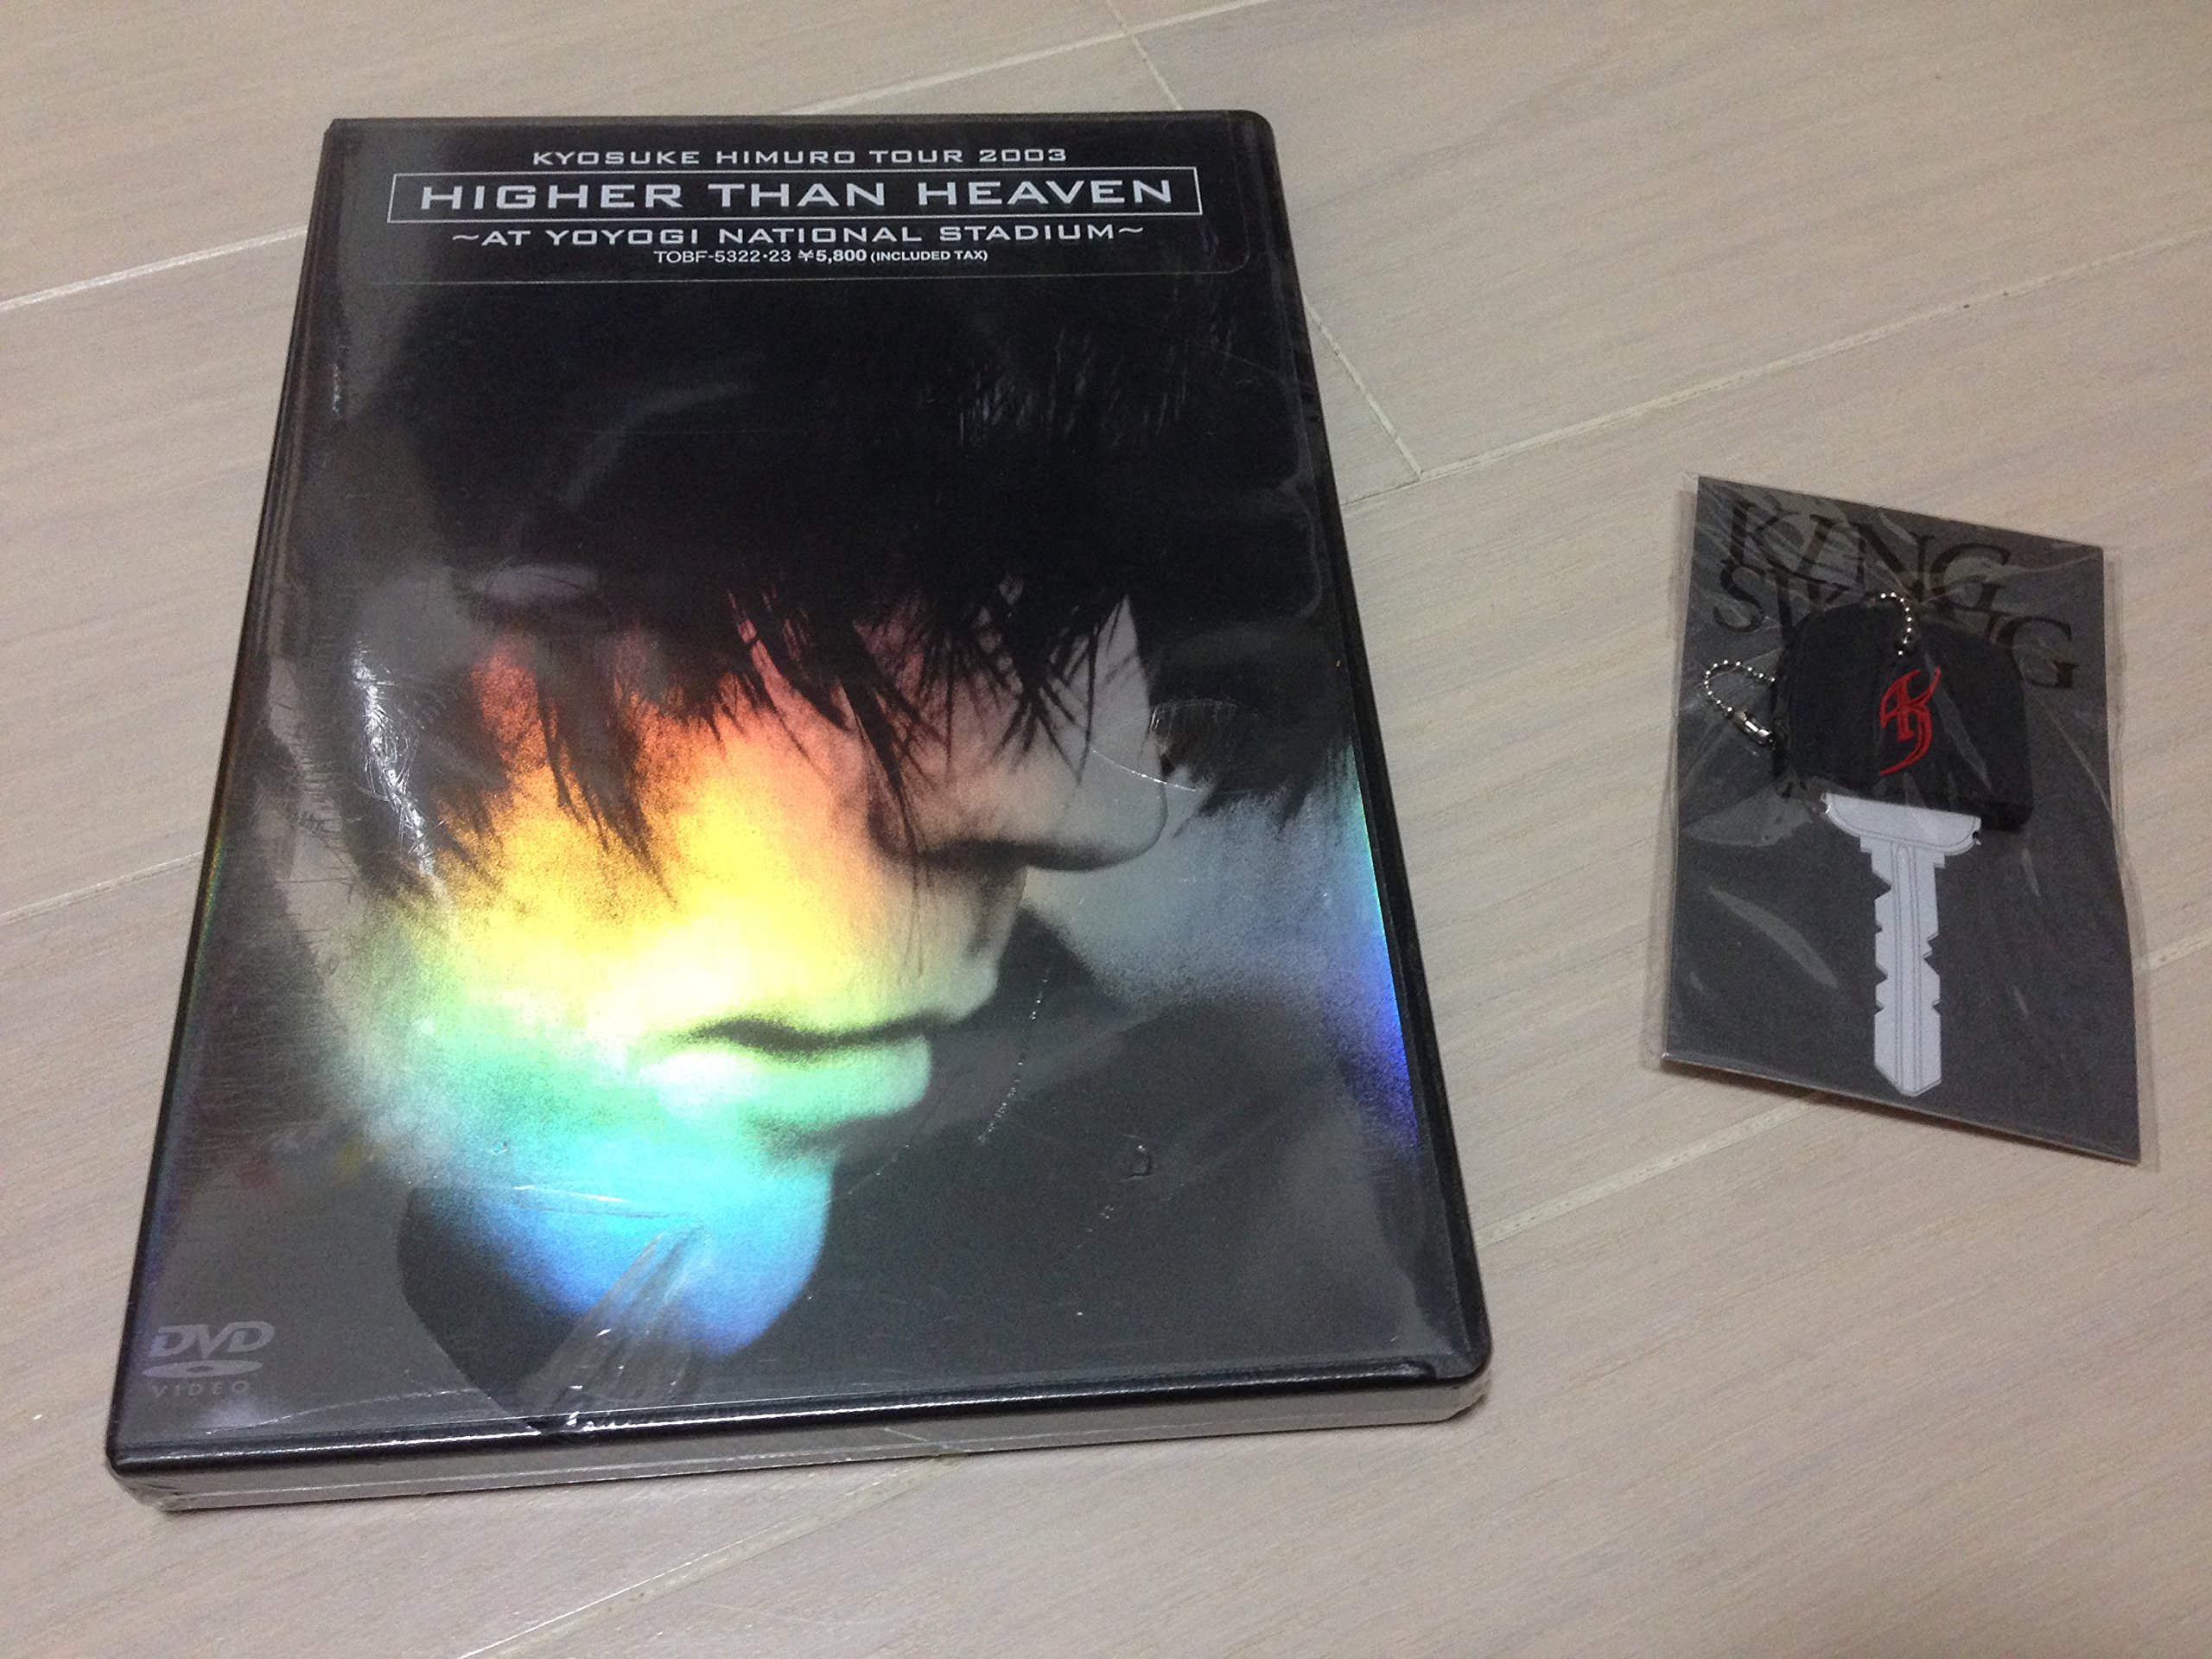 KYOSUKE HIMURO TOUR 2003
HIGHER THAN HEAVEN
~AT YOYOGI NATIONAL STADIUM~
TOBF-5322・23 ¥5,800 (INCLUDED TAX)
DVD
VIDEO
KING